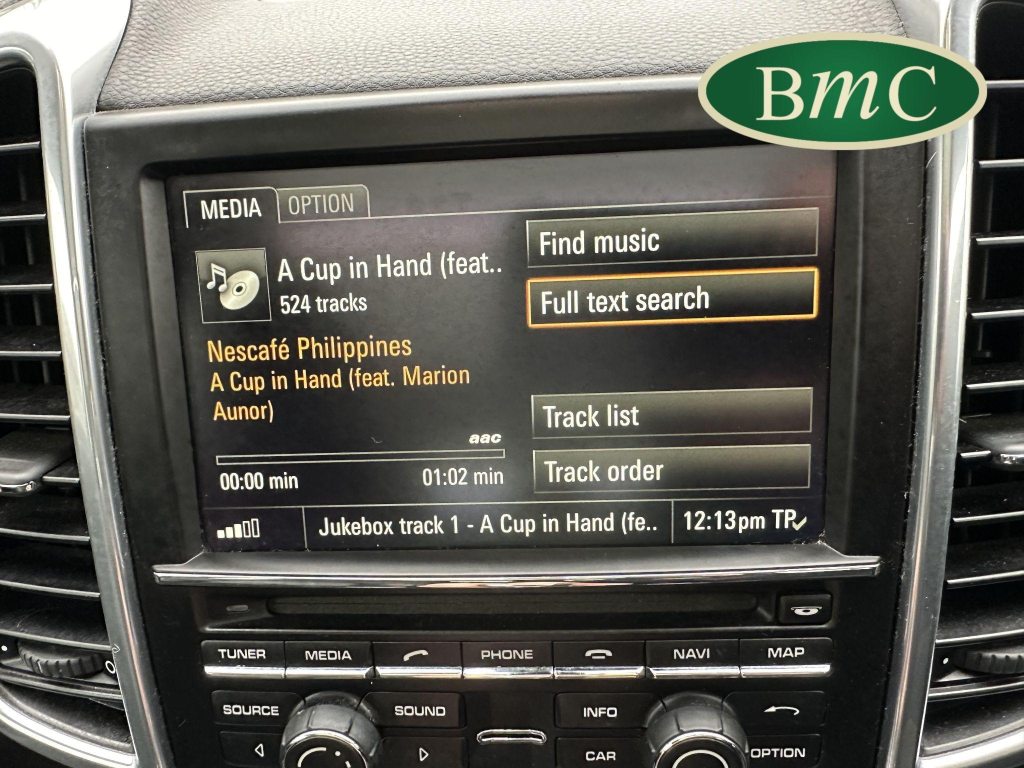 BmC
MEDIA OPTION
A Cup in Hand (feat..
524 tracks
Nescafé Philippines
A Cup in Hand (feat. Marion
Aunor)
aac
00:00 min 01:02 min
Find music
Full text search
Track list
Track order
Jukebox track 1 - A Cup in Hand (fe.. 12:13pm TP
TUNER MEDIA PHONE NAVI MAP
SOURCE SOUND INFO
CAR OPTION